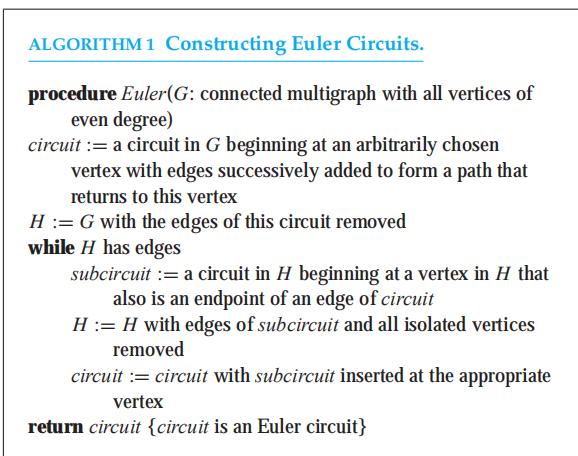 ALGORITHM 1 Constructing Euler Circuits.
procedure Euler(G: connected multigraph with all vertices of
even degree)
circuit := a circuit in G beginning at an arbitrarily chosen
vertex with edges successively added to form a path that
returns to this vertex
H := G with the edges of this circuit removed
while H has edges
subcircuit := a circuit in H beginning at a vertex in H that
also is an endpoint of an edge of circuit
H := H with edges of subcircuit and all isolated vertices
removed
circuit := circuit with subcircuit inserted at the appropriate
vertex
return circuit {circuit is an Euler circuit}